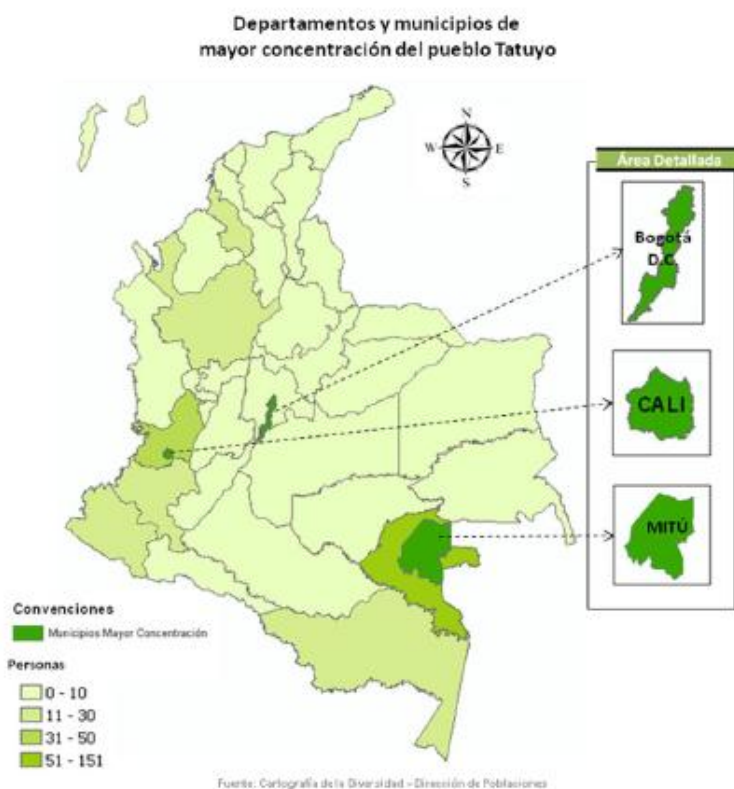 Departamentos y municipios de
mayor concentración del pueblo Tatuyo
N
W
E
S
Área Detallada
Bogotá
D.C.
CALI
MITÚ
Convenciones
Municipios Mayor Concentración
Personas
0 - 10
11 - 30
31 - 50
51 - 151
Fuente: Cartografía de la Diversidad – Dirección de Poblaciones